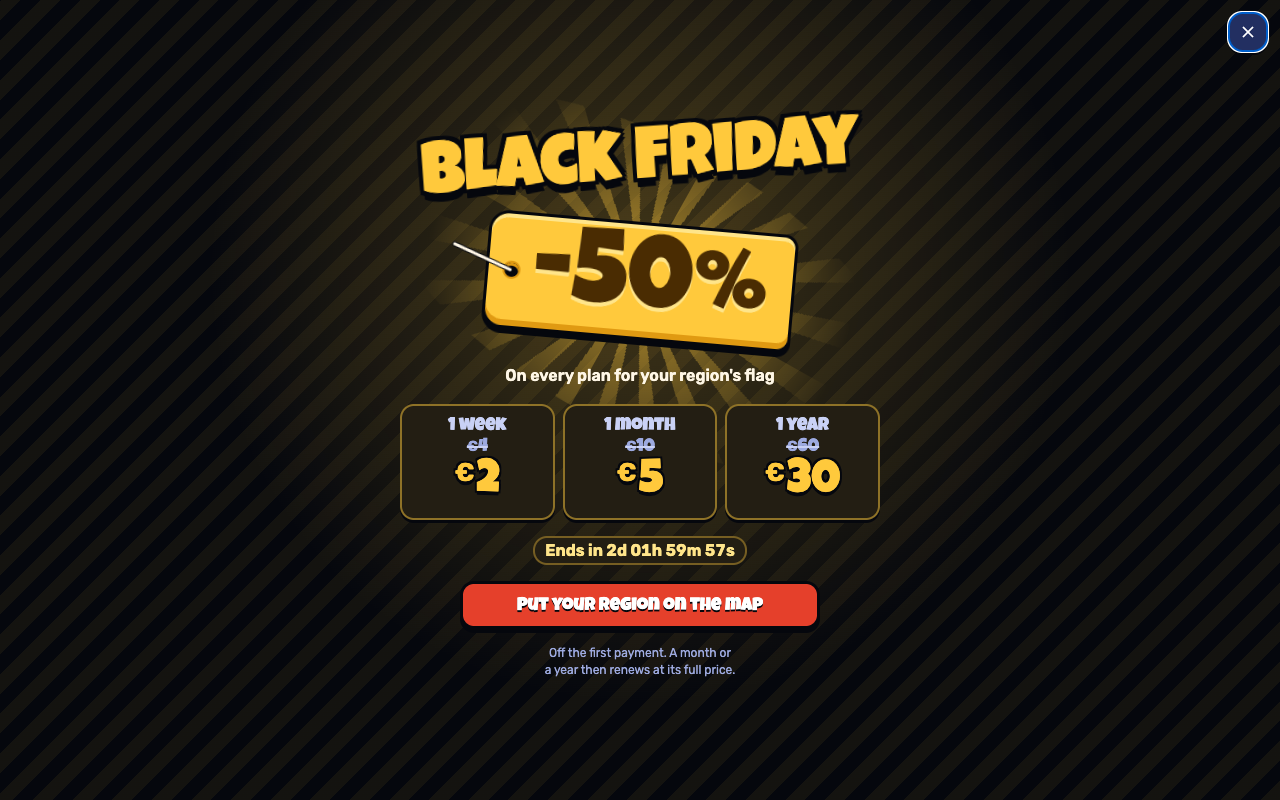 BLACK FRIDAY
-50%
On every plan for your region's flag
1 week
€4
€2
1 month
€10
€5
1 year
€60
€30
Ends in 2d 01h 59m 57s
Put your region on the map
Off the first payment. A month or
a year then renews at its full price.